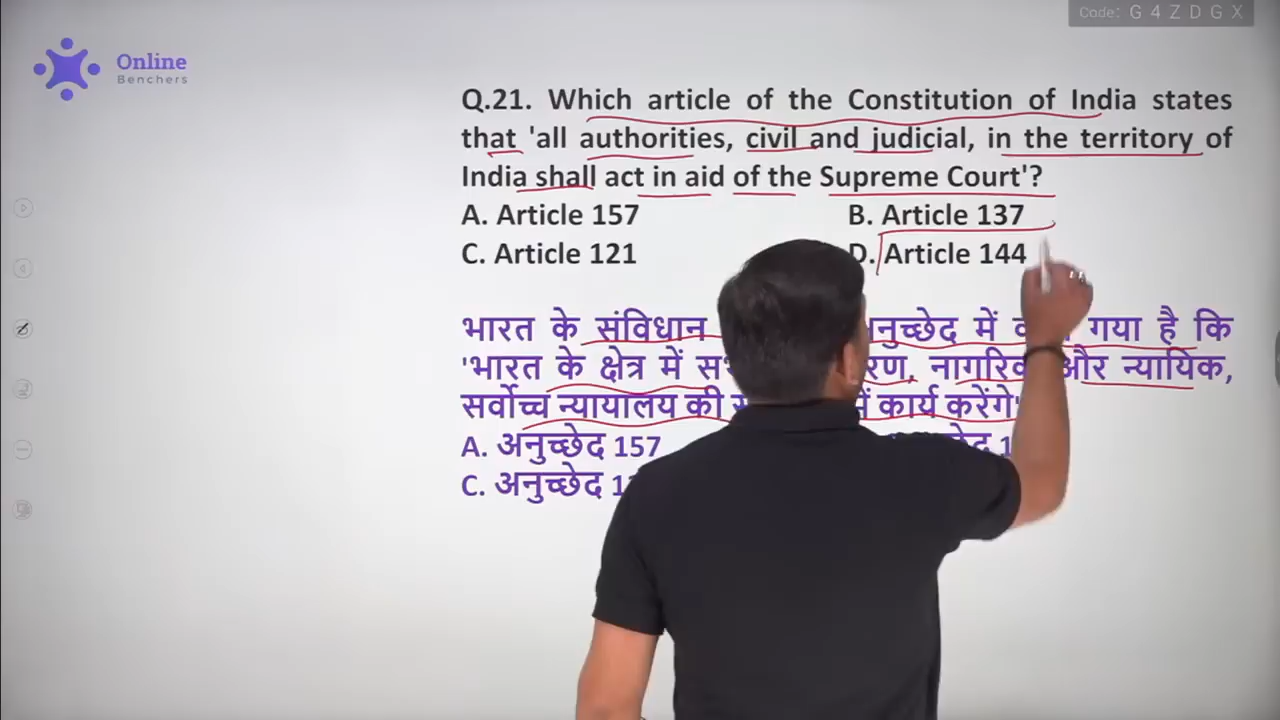 Code: G 4 Z D G X
Online
Benchers
Q.21. Which article of the Constitution of India states
that 'all authorities, civil and judicial, in the territory of
India shall act in aid of the Supreme Court'?
A. Article 157 B. Article 137
C. Article 121 D. Article 144
भारत के संविधान में गया है कि
'भारत के क्षेत्र में नागरिक और न्यायिक,
सर्वोच्च न्यायालय की में कार्य करेंगे'
A. अनुच्छेद 157
C. अनुच्छेद